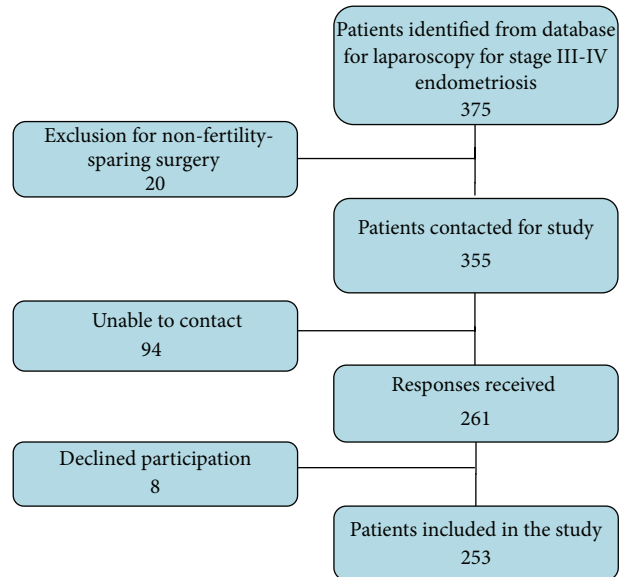 Patients identified from database
for laparoscopy for stage III-IV
endometriosis
375
Exclusion for non-fertility-
sparing surgery
20
Patients contacted for study
355
Unable to contact
94
Responses received
261
Declined participation
8
Patients included in the study
253